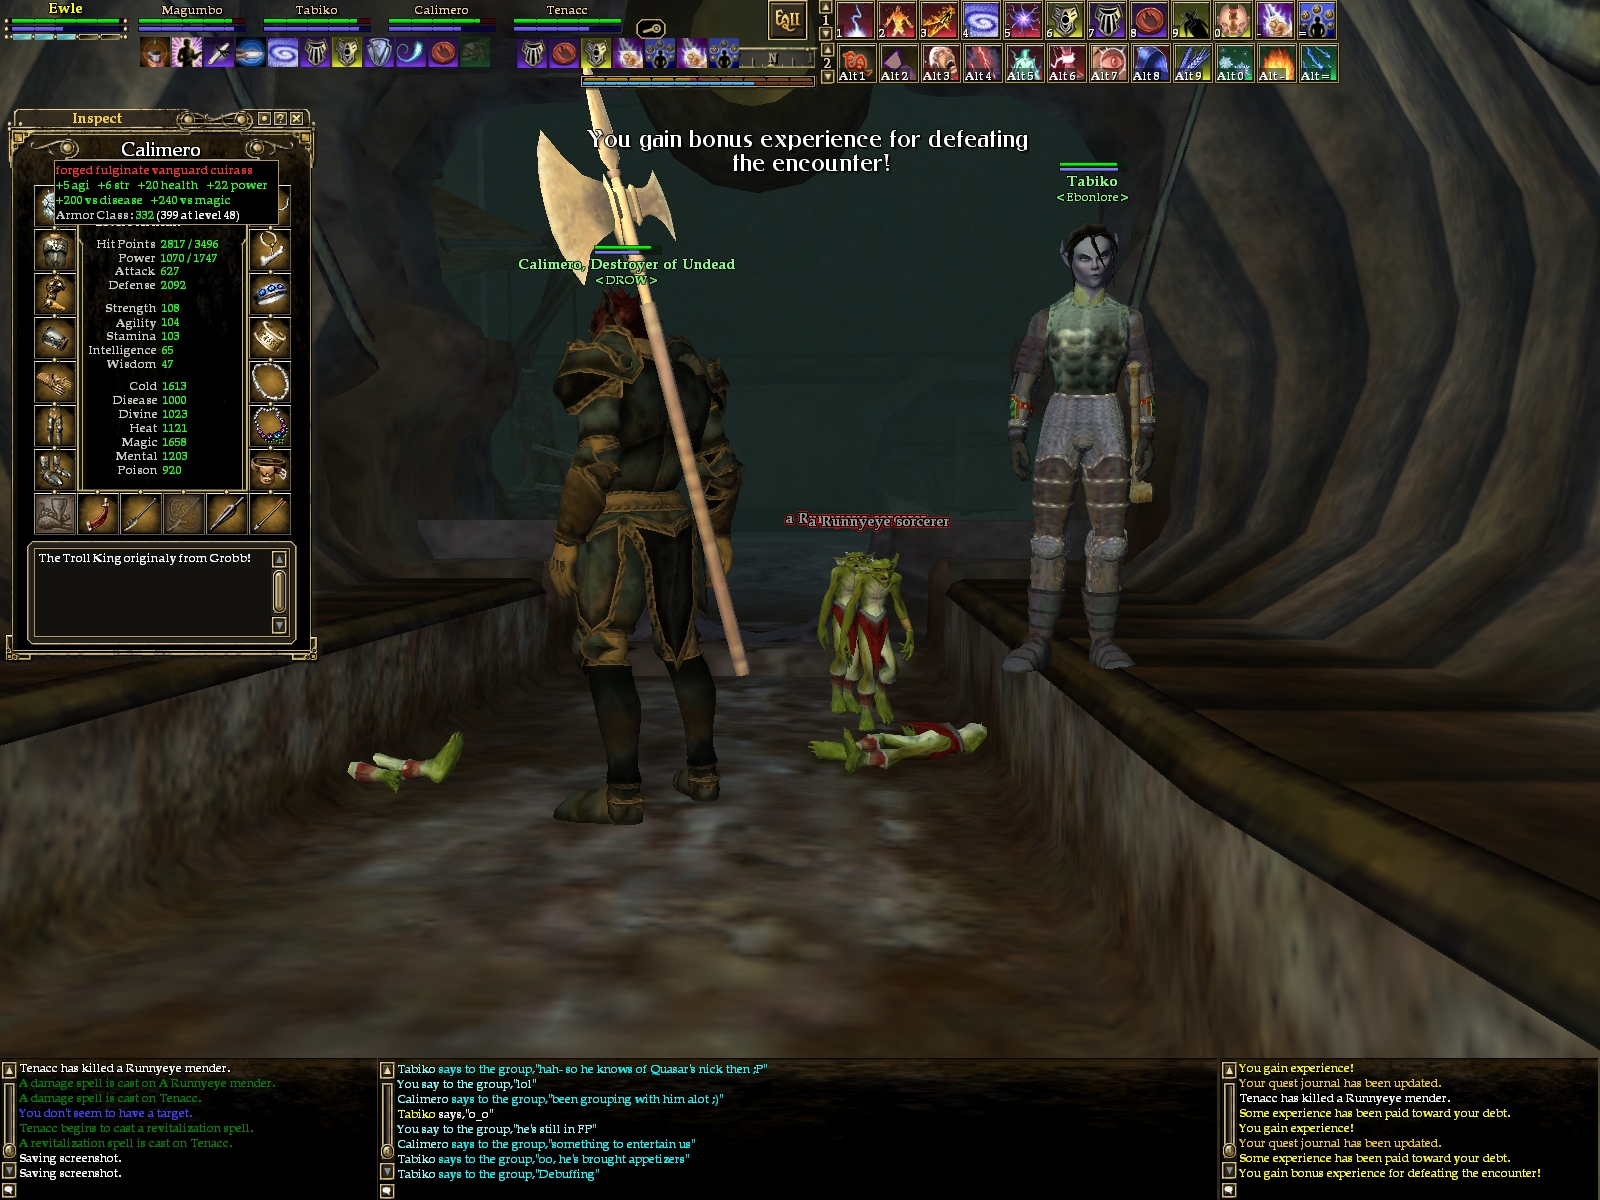 Ewle
Magumbo
Tabiko
Calimero
Tenacc
EQII
N
1
1
2
3
4
5
6
7
8
9
0
-
=
2
Alt1
Alt2
Alt3
Alt4
Alt5
Alt6
Alt7
Alt8
Alt9
Alt0
Alt-
Alt=
Inspect
Calimero
forged fulginate vanguard cuirass
+5 agi +6 str +20 health +22 power
+200 vs disease +240 vs magic
Armor Class: 332 (399 at level 48)
Hit Points 2817 / 3496
Power 1070 / 1747
Attack 627
Defense 2092
Strength 108
Agility 104
Stamina 103
Intelligence 65
Wisdom 47
Cold 1613
Disease 1000
Divine 1023
Heat 1121
Magic 1658
Mental 1203
Poison 920
The Troll King originaly from Grobb!
You gain bonus experience for defeating
the encounter!
Tabiko
<Ebonlore>
Calimero, Destroyer of Undead
<DROW>
a Runnyeye sorcerer
Tenacc has killed a Runnyeye mender.
A damage spell is cast on A Runnyeye mender.
A damage spell is cast on Tenacc.
You don't seem to have a target.
Tenacc begins to cast a revitalization spell.
A revitalization spell is cast on Tenacc.
Saving screenshot.
Saving screenshot.
Tabiko says to the group,"hah- so he knows of Quasar's nick then ;P"
You say to the group,"lol"
Calimero says to the group,"been grouping with him alot ;)"
Tabiko says,"o_o"
You say to the group,"he's still in FP"
Calimero says to the group,"something to entertain us"
Tabiko says to the group,"oo, he's brought appetizers"
Tabiko says to the group,"Debuffing"
You gain experience!
Your quest journal has been updated.
Tenacc has killed a Runnyeye mender.
Some experience has been paid toward your debt.
You gain experience!
Your quest journal has been updated.
Some experience has been paid toward your debt.
You gain bonus experience for defeating the encounter!